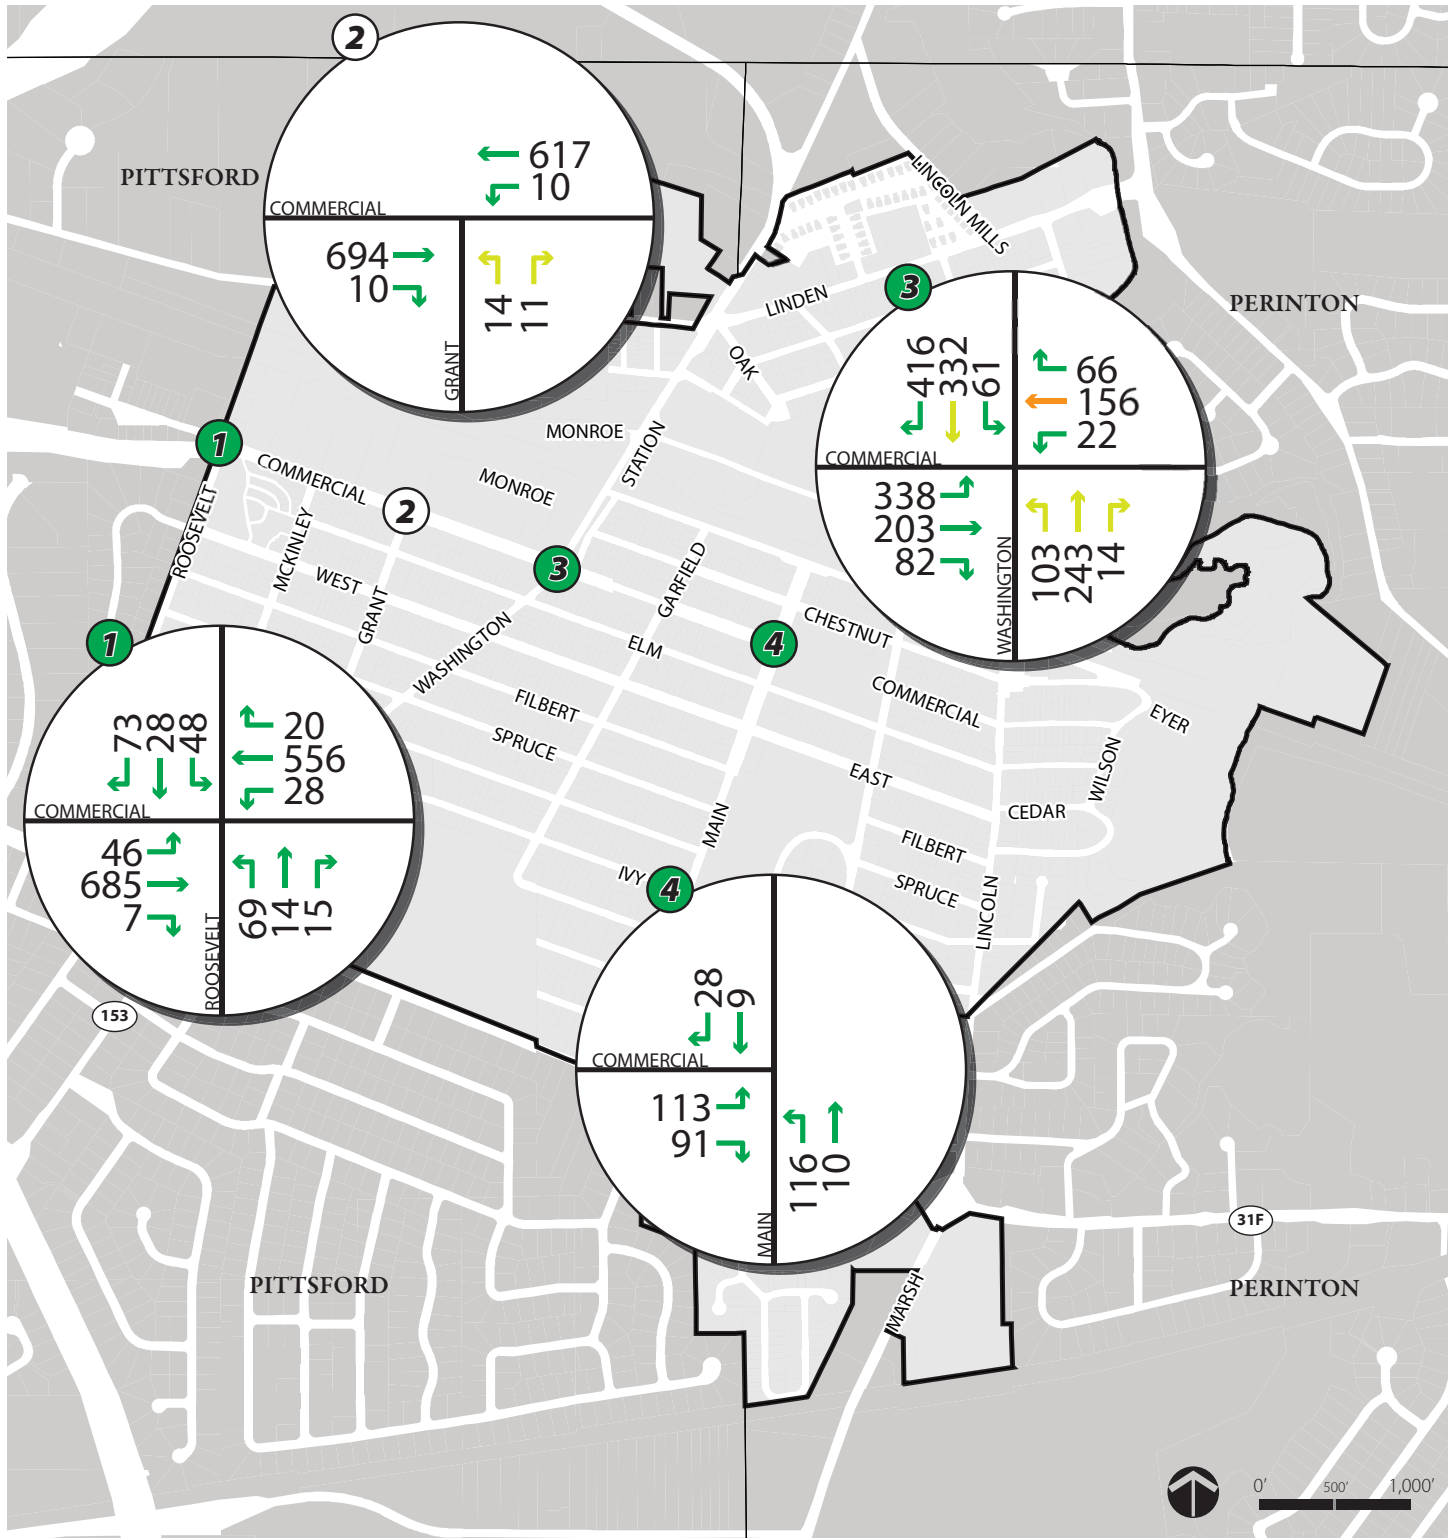 2
617
10
COMMERCIAL
694
10
14
11
GRANT
PITTSFORD
LINCOLN MILLS
LINDEN
OAK
PERINTON
3
416
332
61
66
156
22
COMMERCIAL
338
203
82
103
243
14
WASHINGTON
1
COMMERCIAL
MONROE
MONROE
STATION
2
ROOSEVELT
MCKINLEY
WEST
GRANT
3
GARFIELD
WASHINGTON
ELM
4
CHESTNUT
COMMERCIAL
EYER
FILBERT
SPRUCE
EAST
WILSON
MAIN
CEDAR
FILBERT
SPRUCE
LINCOLN
IVY
1
73
28
48
20
556
28
COMMERCIAL
46
685
7
69
14
15
ROOSEVELT
153
4
28
9
COMMERCIAL
113
91
116
10
MAIN
31F
PITTSFORD
MARSH
PERINTON
0' 500' 1,000'